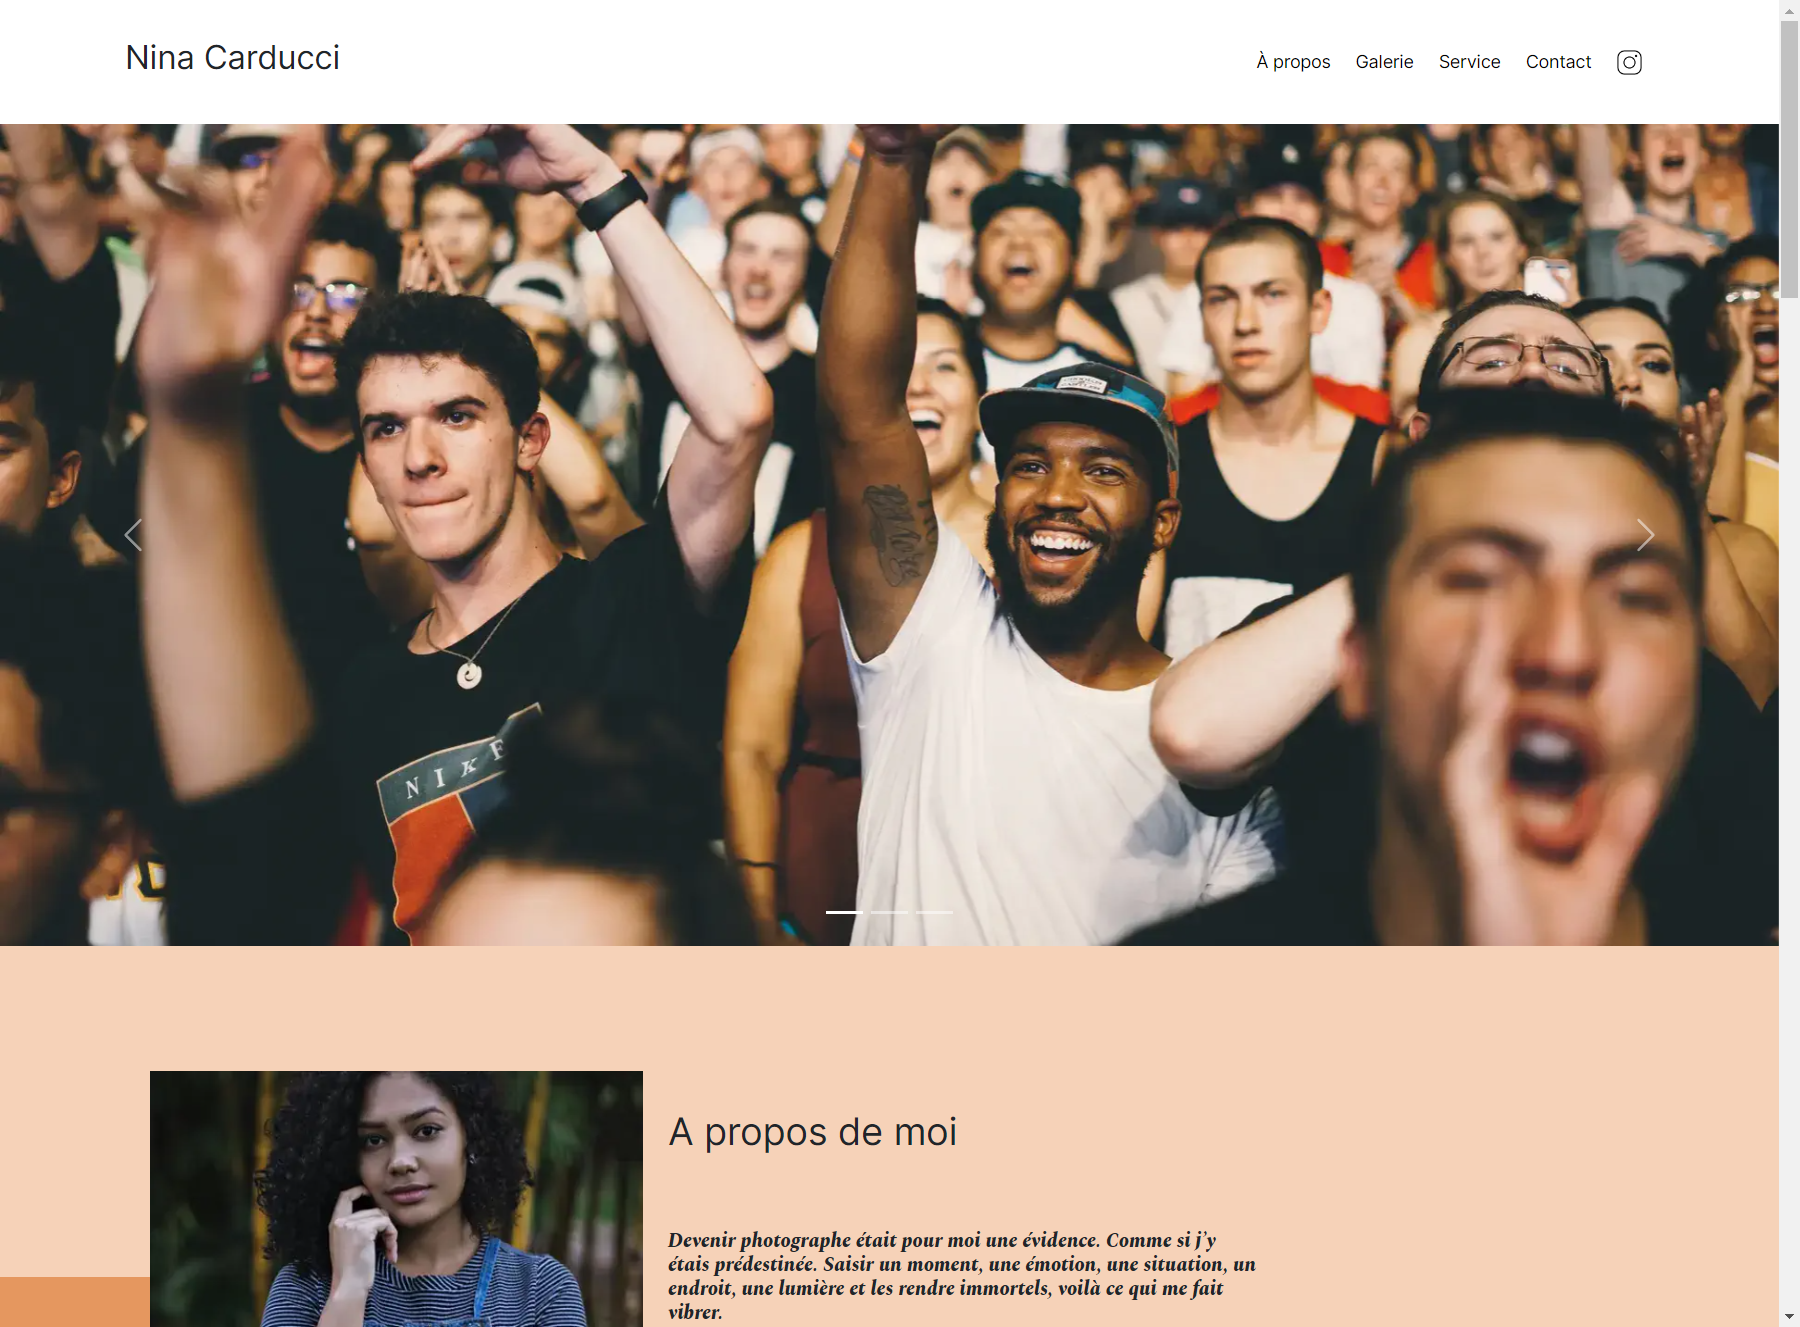 Nina Carducci
À propos Galerie Service Contact
NIKE
A propos de moi
Devenir photographe était pour moi une évidence. Comme si j'y
étais prédestinée. Saisir un moment, une émotion, une situation, un
endroit, une lumière et les rendre immortels, voilà ce qui me fait
vibrer.